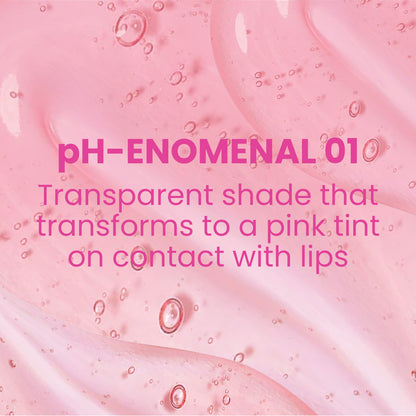 pH-ENOMENAL 01
Transparent shade that
transforms to a pink tint
on contact with lips